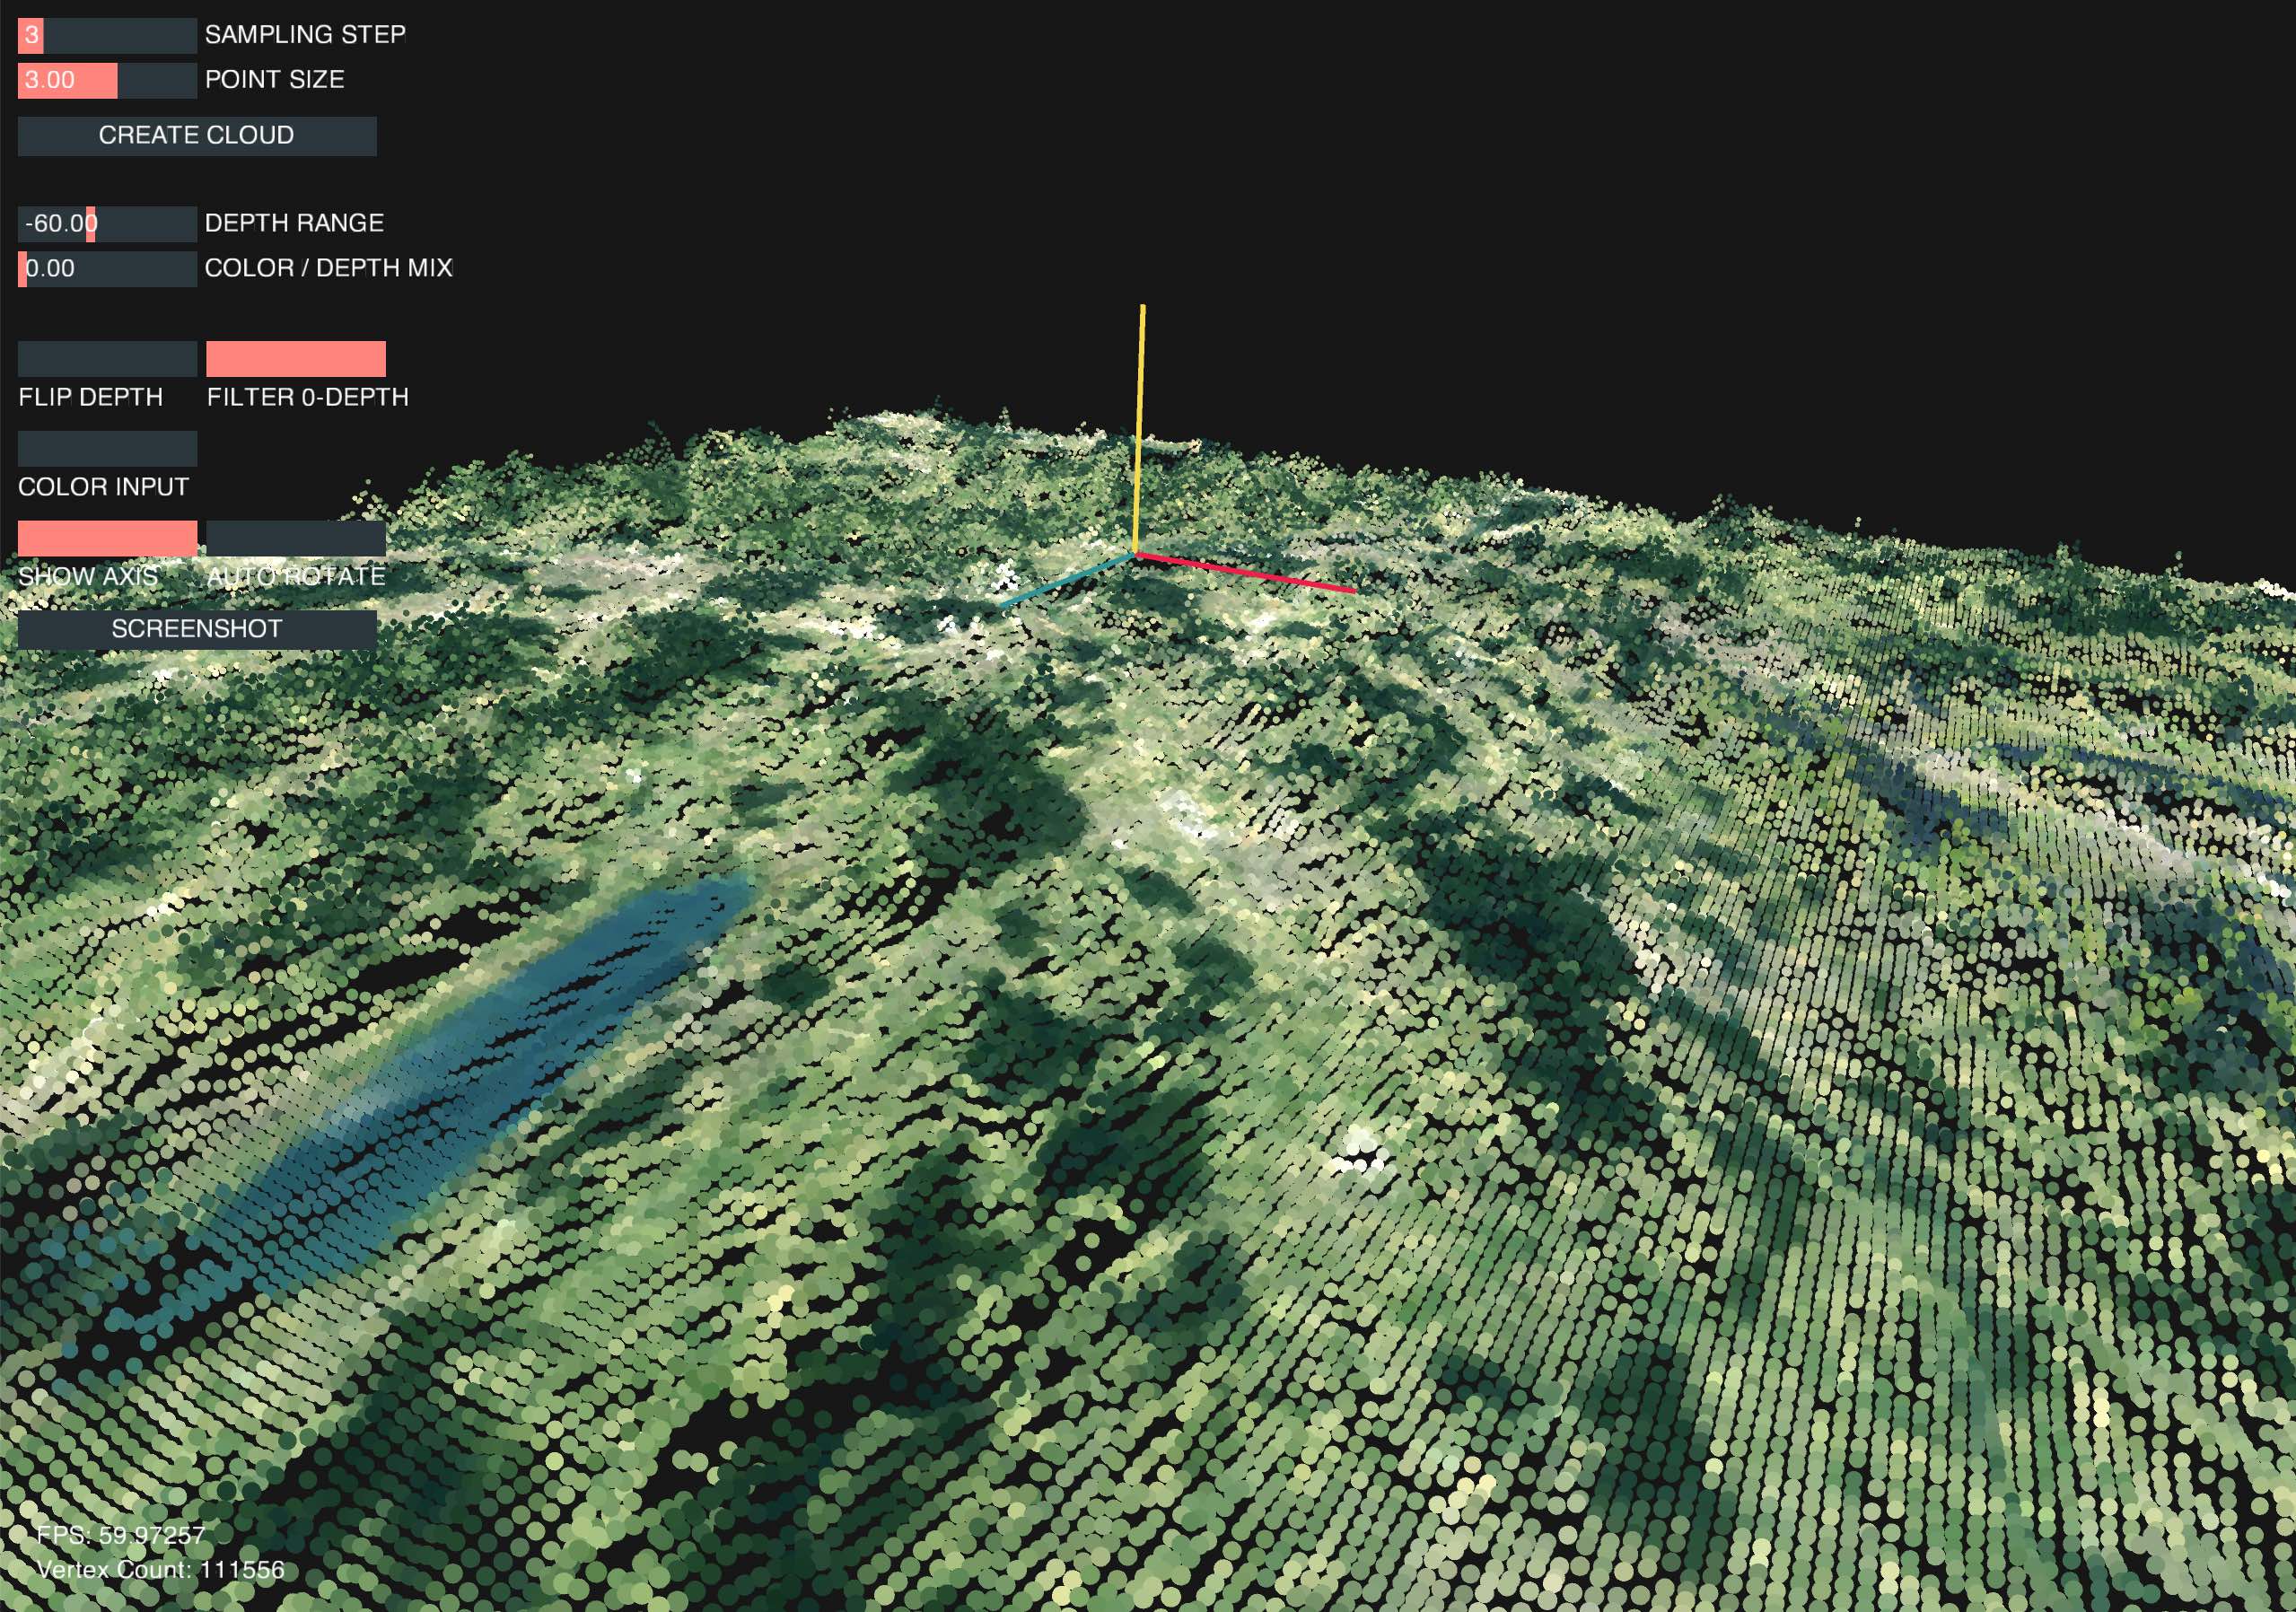 3 SAMPLING STEP
3.00 POINT SIZE
CREATE CLOUD
-60.00 DEPTH RANGE
0.00 COLOR / DEPTH MIX
FLIP DEPTH FILTER 0-DEPTH
COLOR INPUT
SHOW AXIS AUTO ROTATE
SCREENSHOT
FPS: 59.97257
Vertex Count: 111556